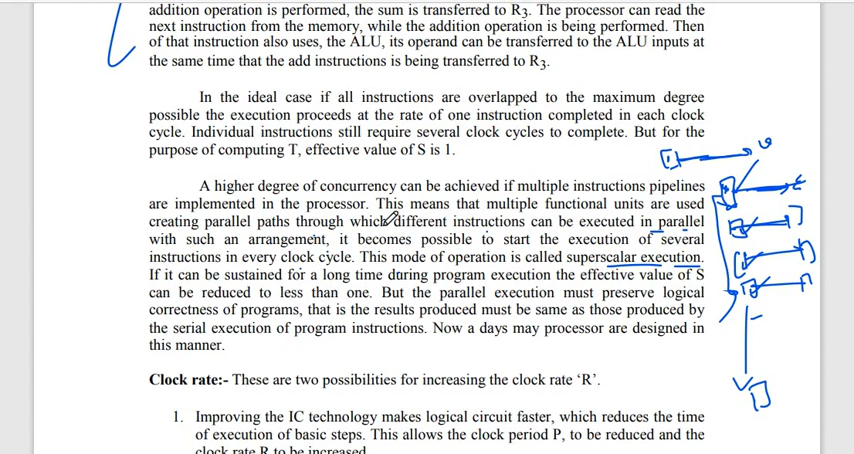 addition operation is performed, the sum is transferred to R3. The processor can read the
next instruction from the memory, while the addition operation is being performed. Then
of that instruction also uses, the ALU, its operand can be transferred to the ALU inputs at
the same time that the add instructions is being transferred to R3.
In the ideal case if all instructions are overlapped to the maximum degree
possible the execution proceeds at the rate of one instruction completed in each clock
cycle. Individual instructions still require several clock cycles to complete. But for the
purpose of computing T, effective value of S is 1.
A higher degree of concurrency can be achieved if multiple instructions pipelines
are implemented in the processor. This means that multiple functional units are used
creating parallel paths through which different instructions can be executed in parallel
with such an arrangement, it becomes possible to start the execution of several
instructions in every clock cycle. This mode of operation is called superscalar execution.
If it can be sustained for a long time during program execution the effective value of S
can be reduced to less than one. But the parallel execution must preserve logical
correctness of programs, that is the results produced must be same as those produced by
the serial execution of program instructions. Now a days may processor are designed in
this manner.
Clock rate:- These are two possibilities for increasing the clock rate ‘R’.
1. Improving the IC technology makes logical circuit faster, which reduces the time
of execution of basic steps. This allows the clock period P, to be reduced and the
clock rate R to be increased.